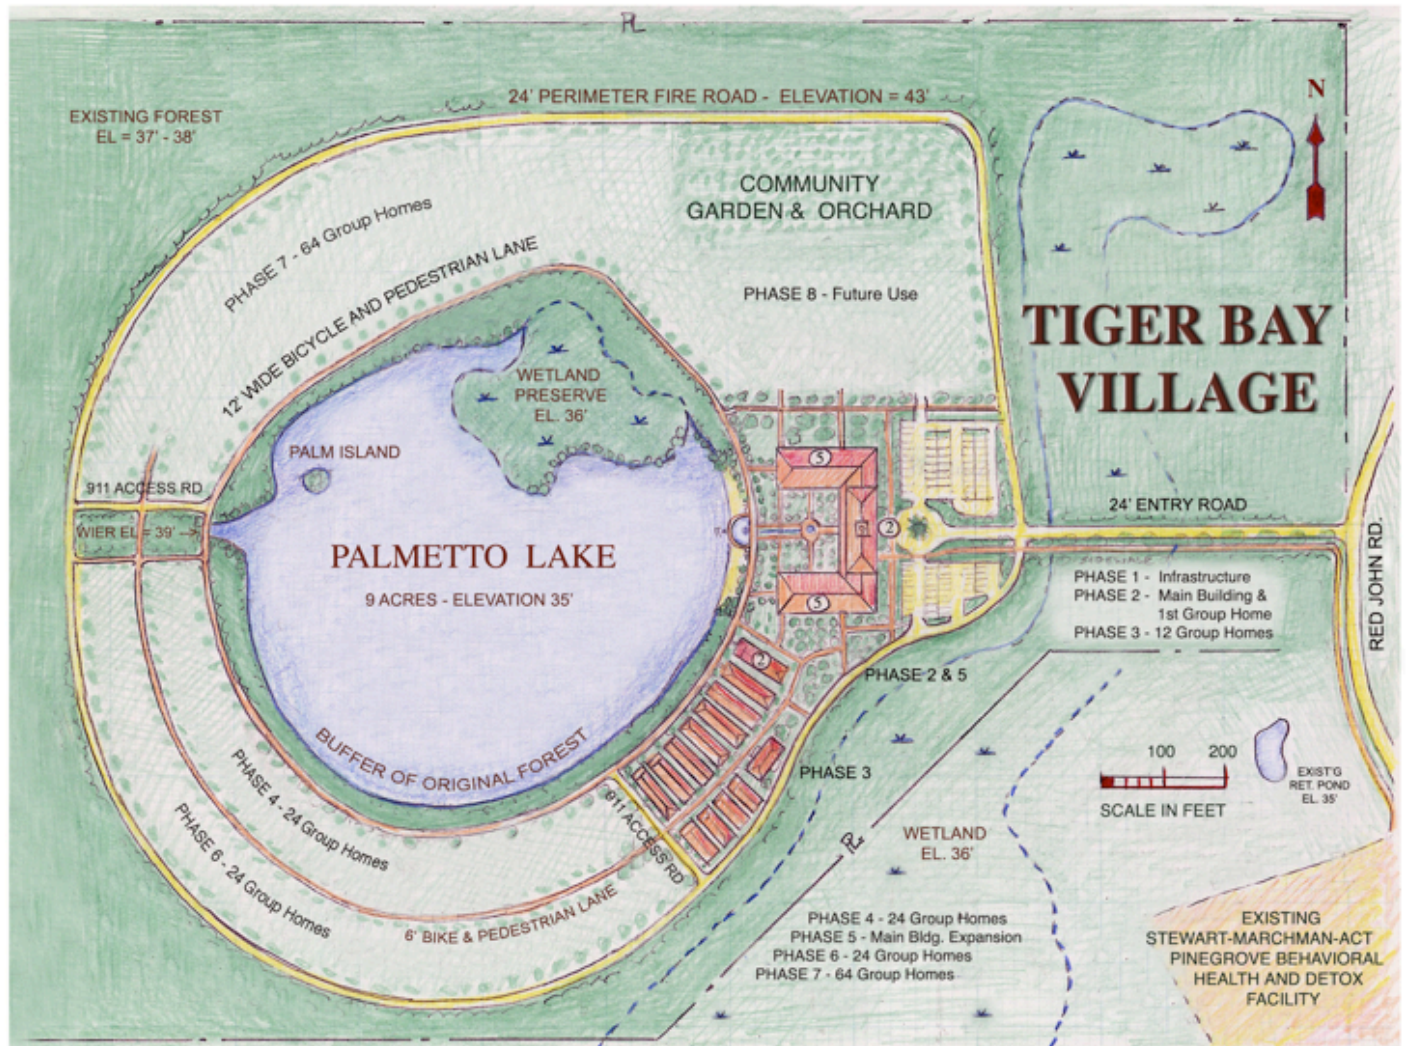 PL
24' PERIMETER FIRE ROAD - ELEVATION = 43'
EXISTING FOREST
EL = 37' - 38'
N
COMMUNITY
GARDEN & ORCHARD
PHASE 7 - 64 Group Homes
12' WIDE BICYCLE AND PEDESTRIAN LANE
PHASE 8 - Future Use
TIGER BAY
VILLAGE
WETLAND
PRESERVE
EL. 36'
PALM ISLAND
911 ACCESS RD
WIER EL = 39'
5
2
5
2
24' ENTRY ROAD
SIDEWALK
RED JOHN RD.
PALMETTO LAKE
9 ACRES - ELEVATION 35'
PHASE 1 - Infrastructure
PHASE 2 - Main Building &
1st Group Home
PHASE 3 - 12 Group Homes
PHASE 2 & 5
BUFFER OF ORIGINAL FOREST
PHASE 3
911 ACCESS RD
PHASE 4 - 24 Group Homes
PHASE 6 - 24 Group Homes
6' BIKE & PEDESTRIAN LANE
100 200
SCALE IN FEET
EXIST'G
RET. POND
EL. 35'
PL
WETLAND
EL. 36'
PHASE 4 - 24 Group Homes
PHASE 5 - Main Bldg. Expansion
PHASE 6 - 24 Group Homes
PHASE 7 - 64 Group Homes
EXISTING
STEWART-MARCHMAN-ACT
PINEGROVE BEHAVIORAL
HEALTH AND DETOX
FACILITY